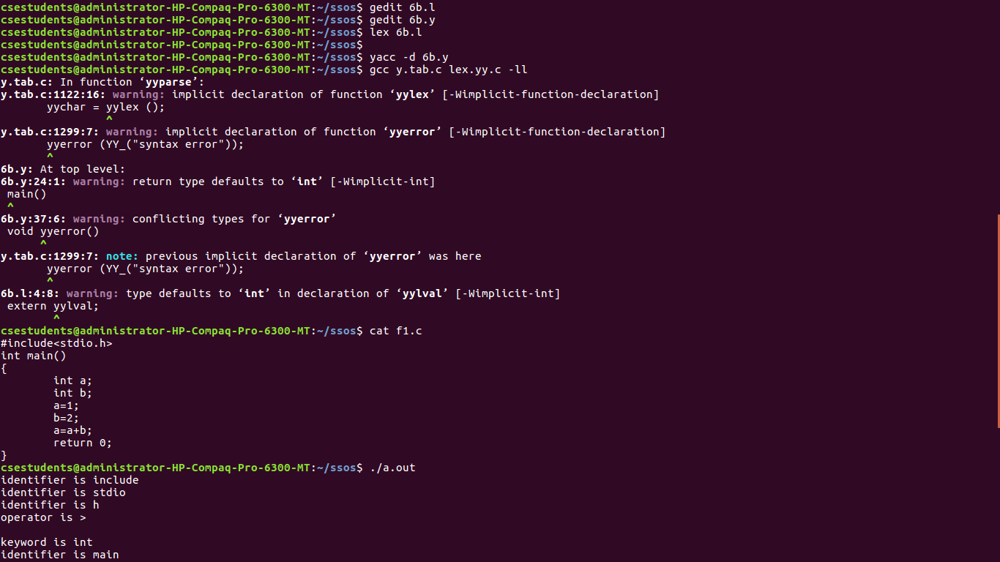 csestudents@administrator-HP-Compaq-Pro-6300-MT:~/ssos$ gedit 6b.l
csestudents@administrator-HP-Compaq-Pro-6300-MT:~/ssos$ gedit 6b.y
csestudents@administrator-HP-Compaq-Pro-6300-MT:~/ssos$ lex 6b.l
csestudents@administrator-HP-Compaq-Pro-6300-MT:~/ssos$
csestudents@administrator-HP-Compaq-Pro-6300-MT:~/ssos$ yacc -d 6b.y
csestudents@administrator-HP-Compaq-Pro-6300-MT:~/ssos$ gcc y.tab.c lex.yy.c -ll
y.tab.c: In function ‘yyparse’:
y.tab.c:1122:16: warning: implicit declaration of function ‘yylex’ [-Wimplicit-function-declaration]
       yychar = yylex ();
                ^
y.tab.c:1299:7: warning: implicit declaration of function ‘yyerror’ [-Wimplicit-function-declaration]
       yyerror (YY_("syntax error"));
       ^
6b.y: At top level:
6b.y:24:1: warning: return type defaults to ‘int’ [-Wimplicit-int]
 main()
 ^
6b.y:37:6: warning: conflicting types for ‘yyerror’
 void yyerror()
      ^
y.tab.c:1299:7: note: previous implicit declaration of ‘yyerror’ was here
       yyerror (YY_("syntax error"));
       ^
6b.l:4:8: warning: type defaults to ‘int’ in declaration of ‘yylval’ [-Wimplicit-int]
 extern yylval;
        ^
csestudents@administrator-HP-Compaq-Pro-6300-MT:~/ssos$ cat f1.c
#include<stdio.h>
int main()
{
        int a;
        int b;
        a=1;
        b=2;
        a=a+b;
        return 0;
}
csestudents@administrator-HP-Compaq-Pro-6300-MT:~/ssos$ ./a.out
identifier is include
identifier is stdio
identifier is h
operator is >

keyword is int
identifier is main